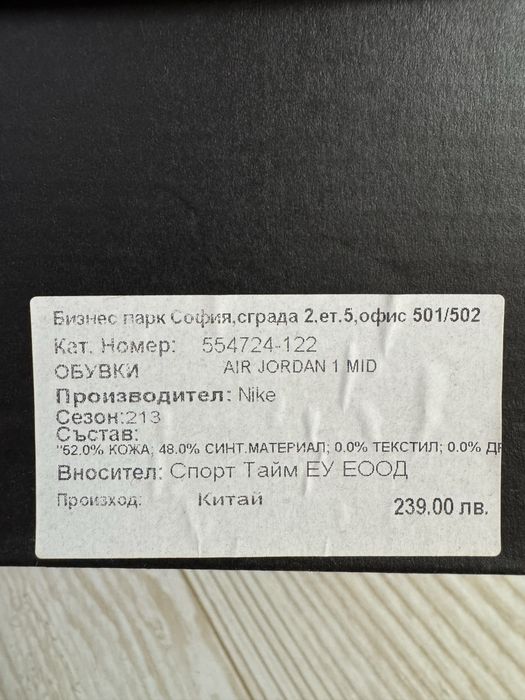 Бизнес парк София,сграда 2,ет.5,офис 501/502
Кат. Номер: 554724-122
ОБУВКИ AIR JORDAN 1 MID
Производител: Nike
Сезон:213
Състав:
"52.0% КОЖА; 48.0% СИНТ.МАТЕРИАЛ; 0.0% ТЕКСТИЛ; 0.0% ДР
Вносител: Спорт Тайм ЕУ ЕООД
Произход: Китай 239.00 лв.